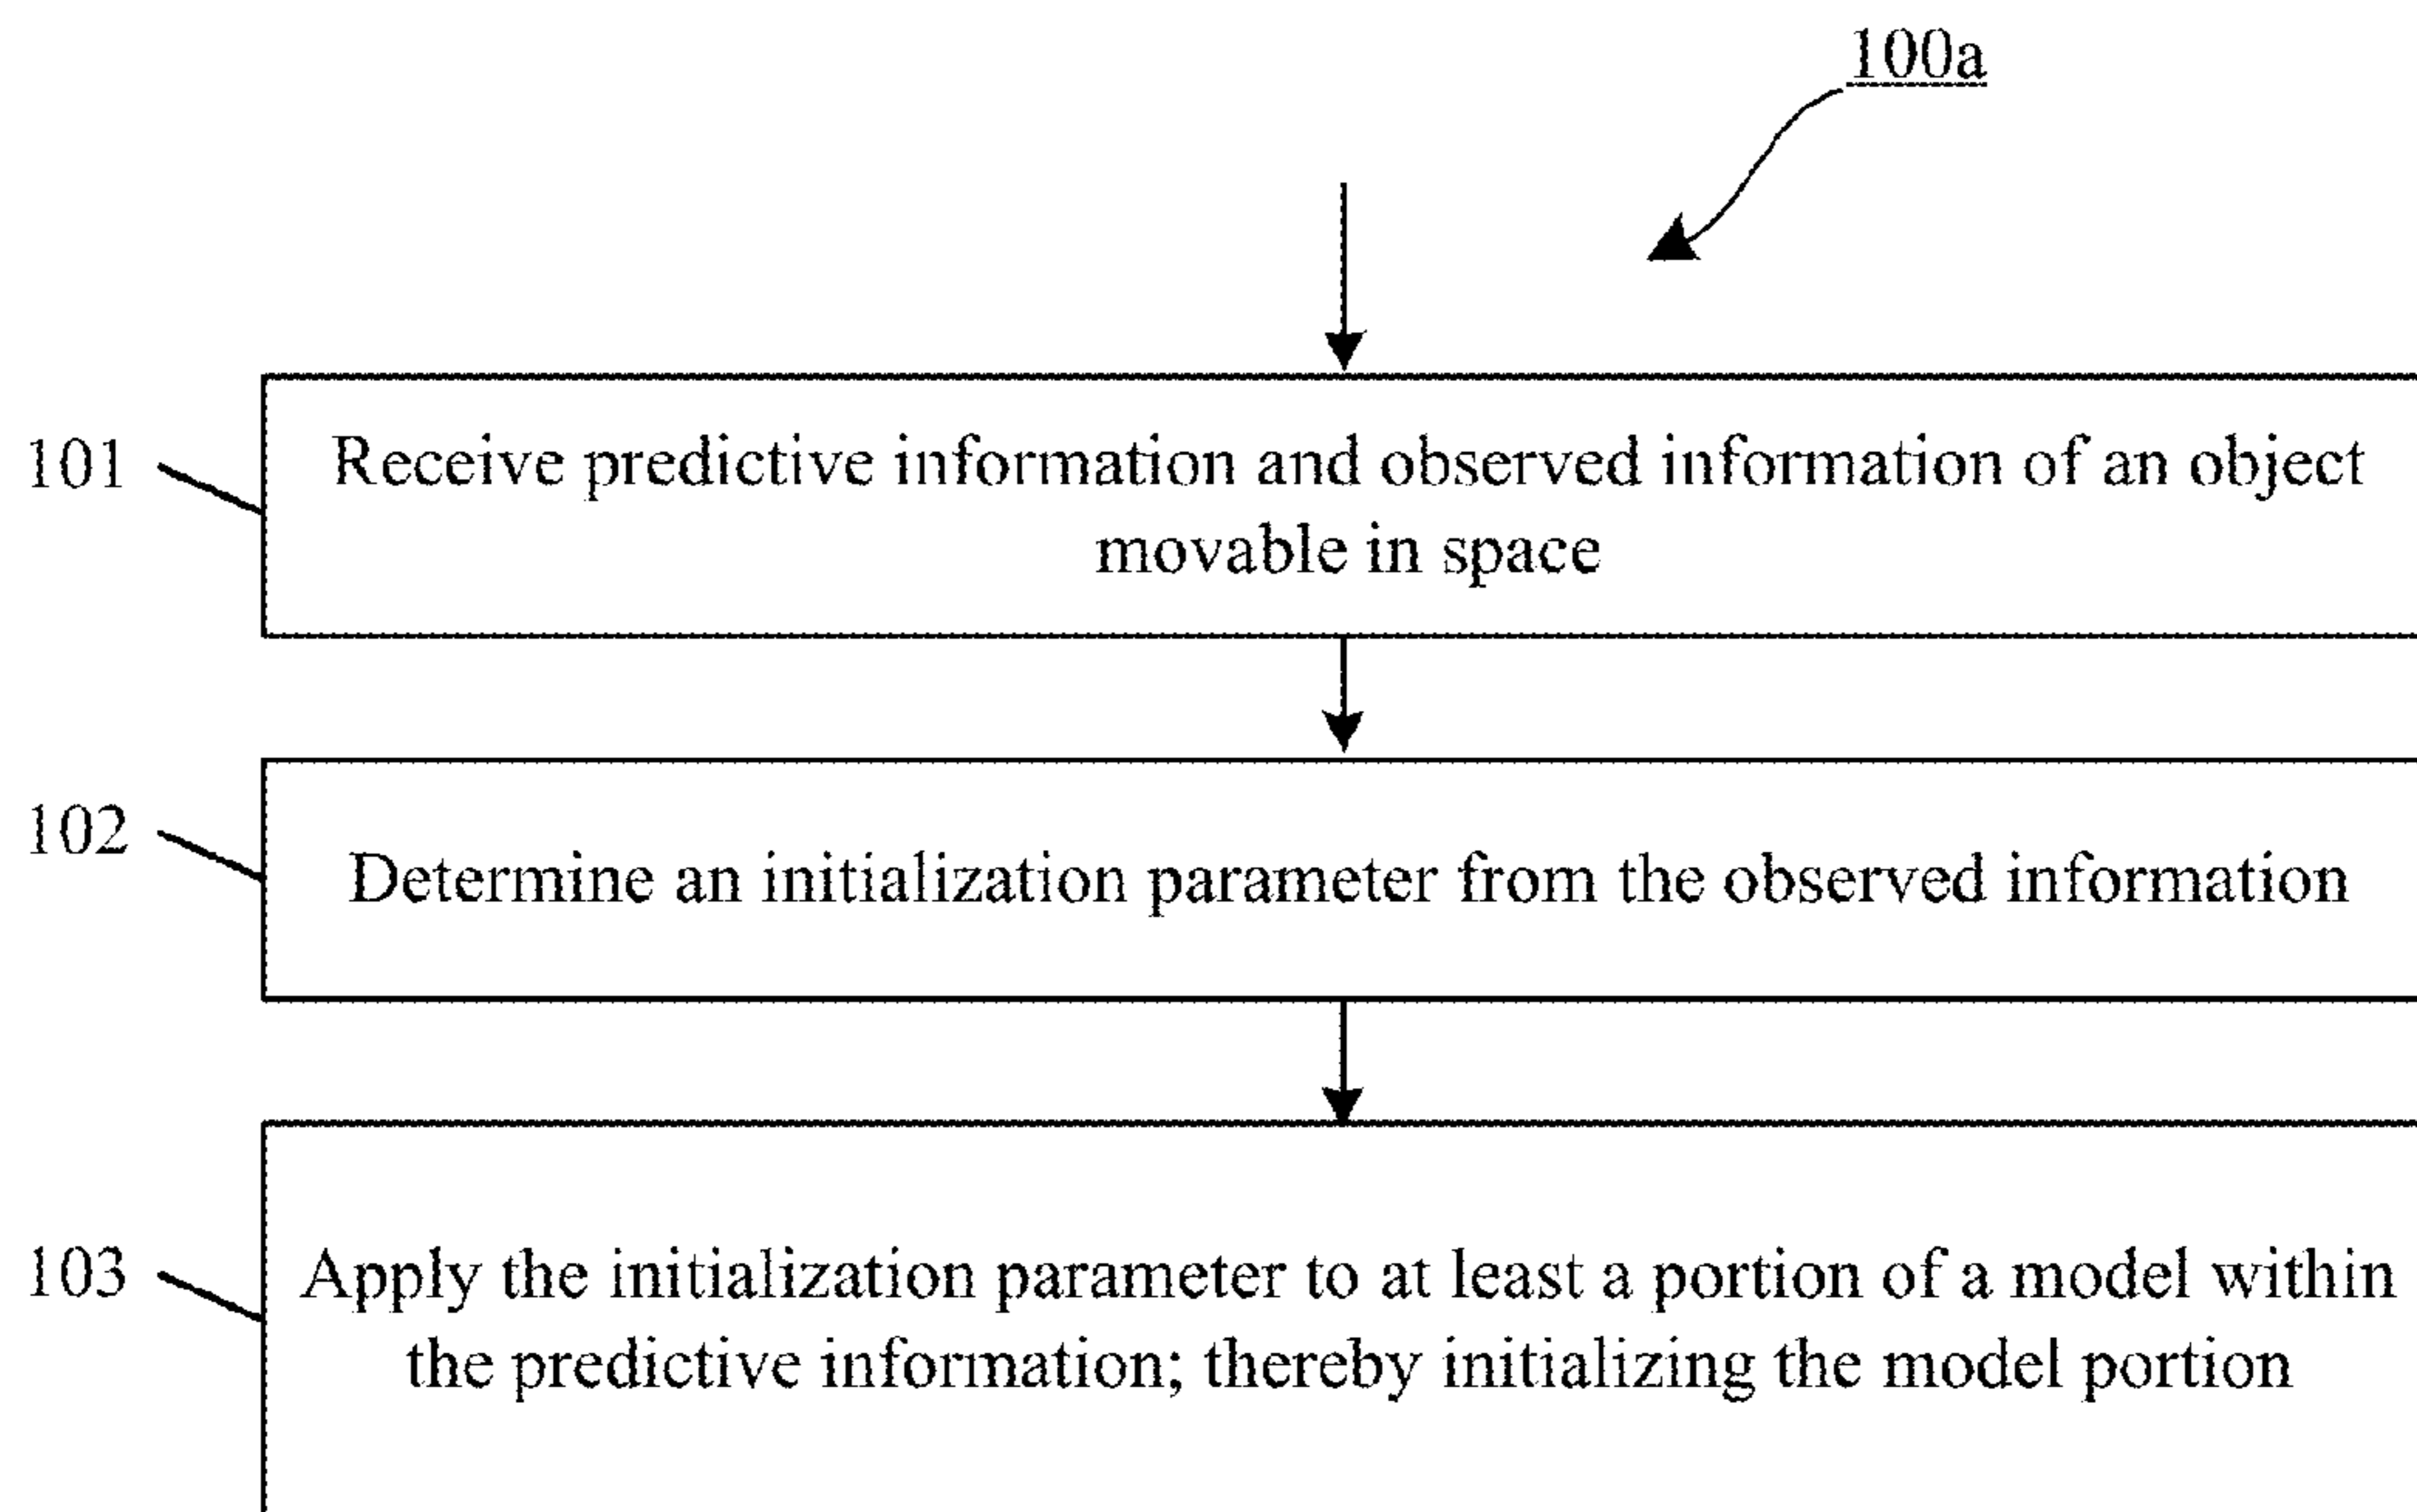 100a
101
Receive predictive information and observed information of an object
movable in space
102
Determine an initialization parameter from the observed information
103
Apply the initialization parameter to at least a portion of a model within
the predictive information; thereby initializing the model portion